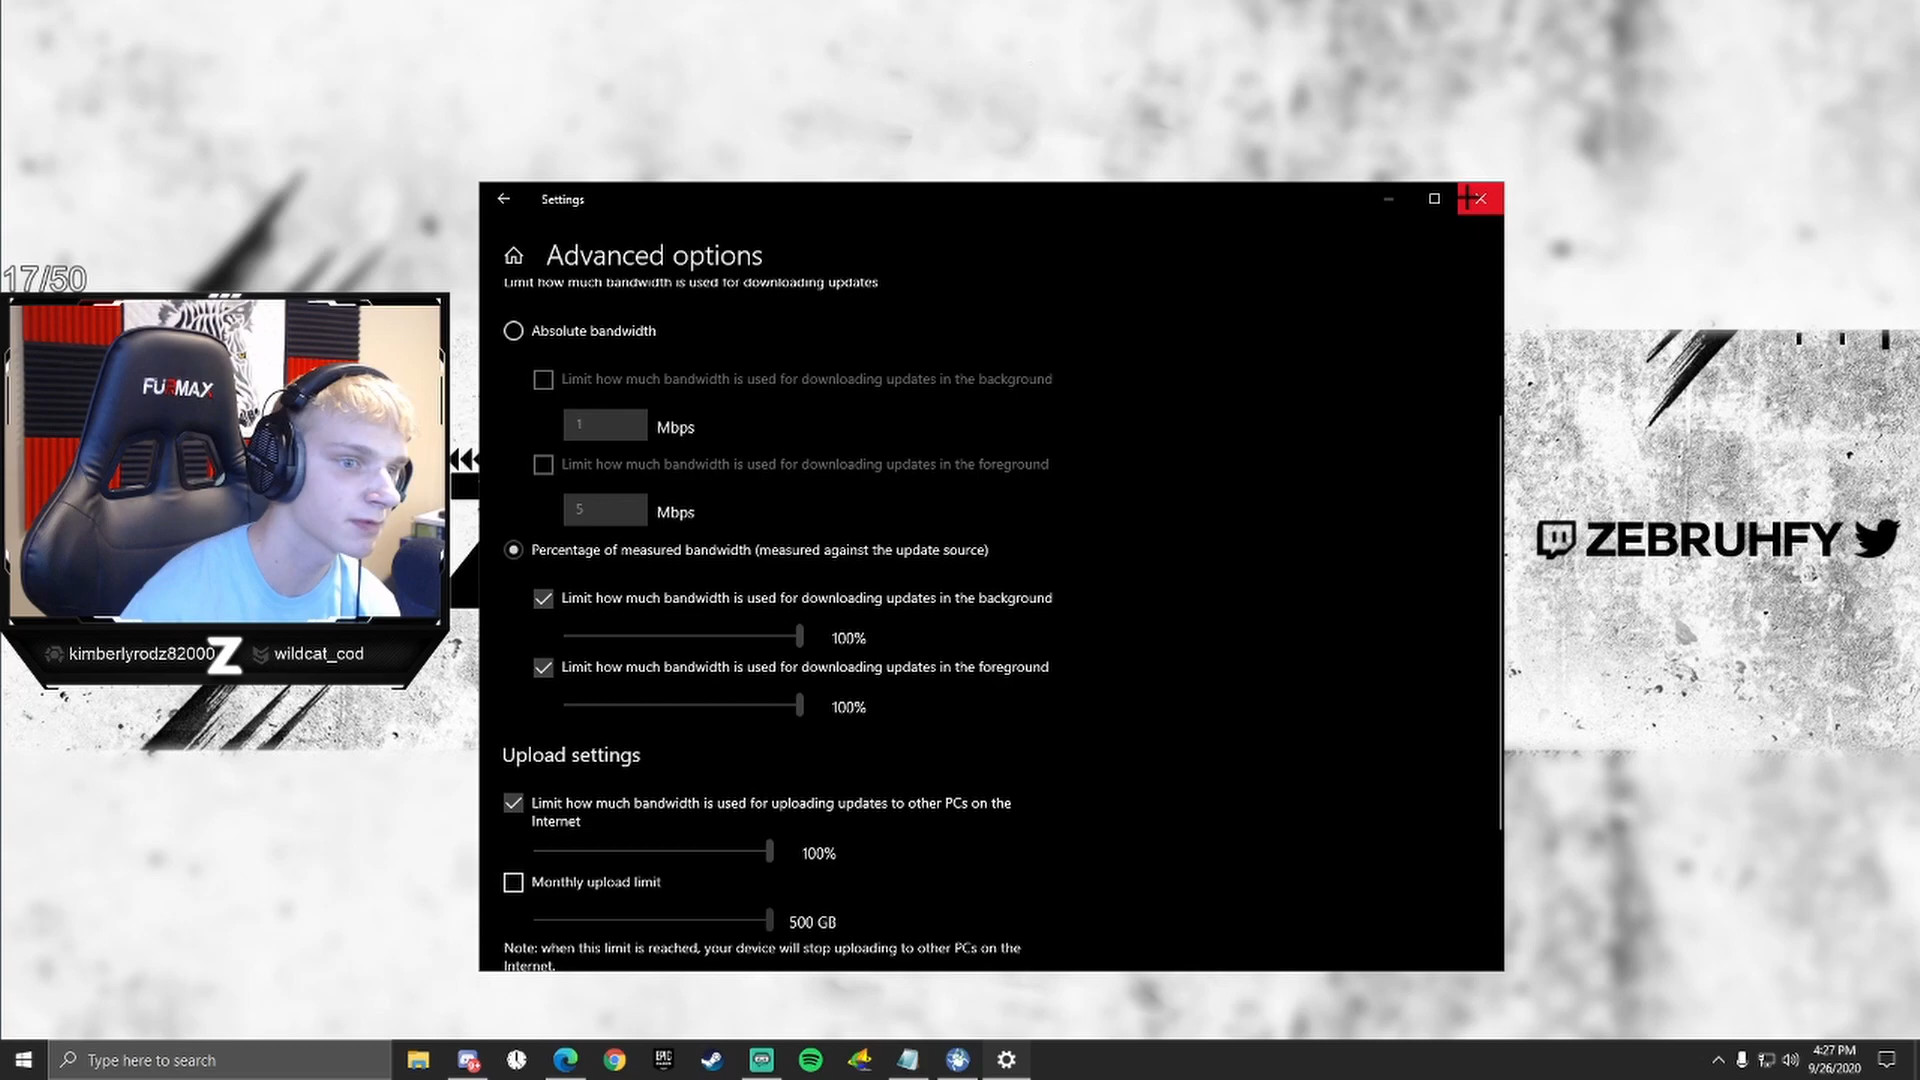 Settings
Advanced options
Limit how much bandwidth is used for downloading updates
Absolute bandwidth
Limit how much bandwidth is used for downloading updates in the background
1
Mbps
Limit how much bandwidth is used for downloading updates in the foreground
5
Mbps
Percentage of measured bandwidth (measured against the update source)
Limit how much bandwidth is used for downloading updates in the background
100%
Limit how much bandwidth is used for downloading updates in the foreground
100%
Upload settings
Limit how much bandwidth is used for uploading updates to other PCs on the
Internet
100%
Monthly upload limit
500 GB
Note: when this limit is reached, your device will stop uploading to other PCs on the
Internet.
17/50
FURMAX
kimberlyrodz82000
Z
wildcat_cod
ZEBRUHFY
Type here to search
EPIC
4:27 PM
9/26/2020